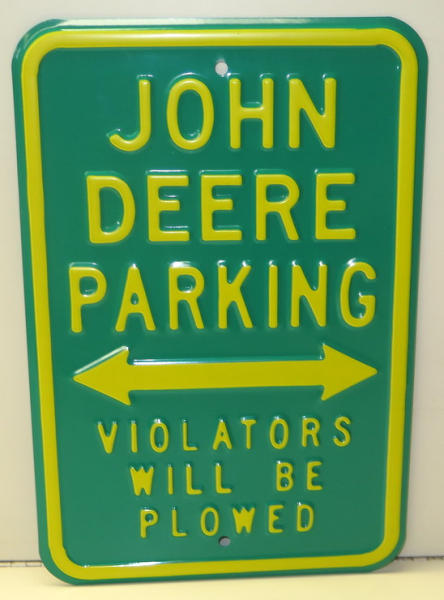 JOHN
DEERE
PARKING
VIOLATORS
WILL BE
PLOWED